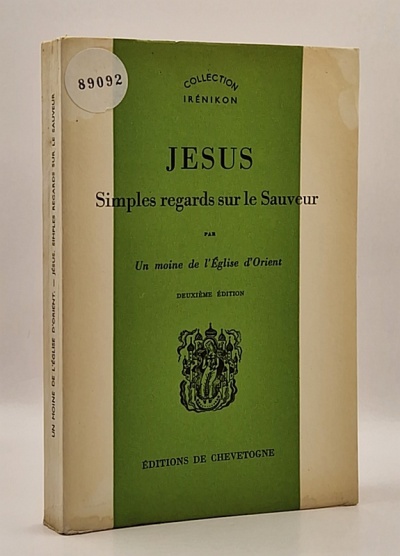 89092
COLLECTION
IRÉNIKON
JESUS
Simples regards sur le Sauveur
PAR
Un moine de l'Église d'Orient
DEUXIÈME ÉDITION
ÉDITIONS DE CHEVETOGNE
UN MOINE DE L'ÉGLISE D'ORIENT. — JÉSUS. SIMPLES REGARDS SUR LE SAUVEUR